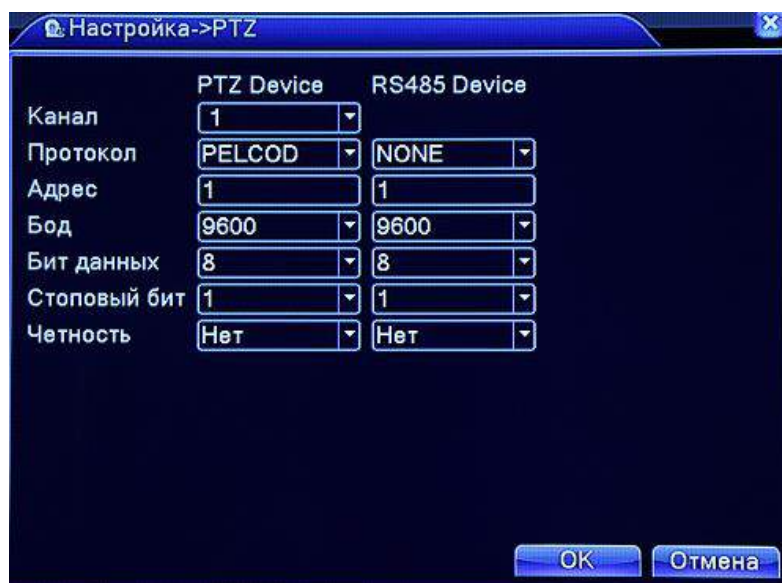 Настройка->PTZ
PTZ Device RS485 Device
Канал 1
Протокол PELCOD NONE
Адрес 1 1
Бод 9600 9600
Бит данных 8 8
Стоповый бит 1 1
Четность Нет Нет
OK Отмена